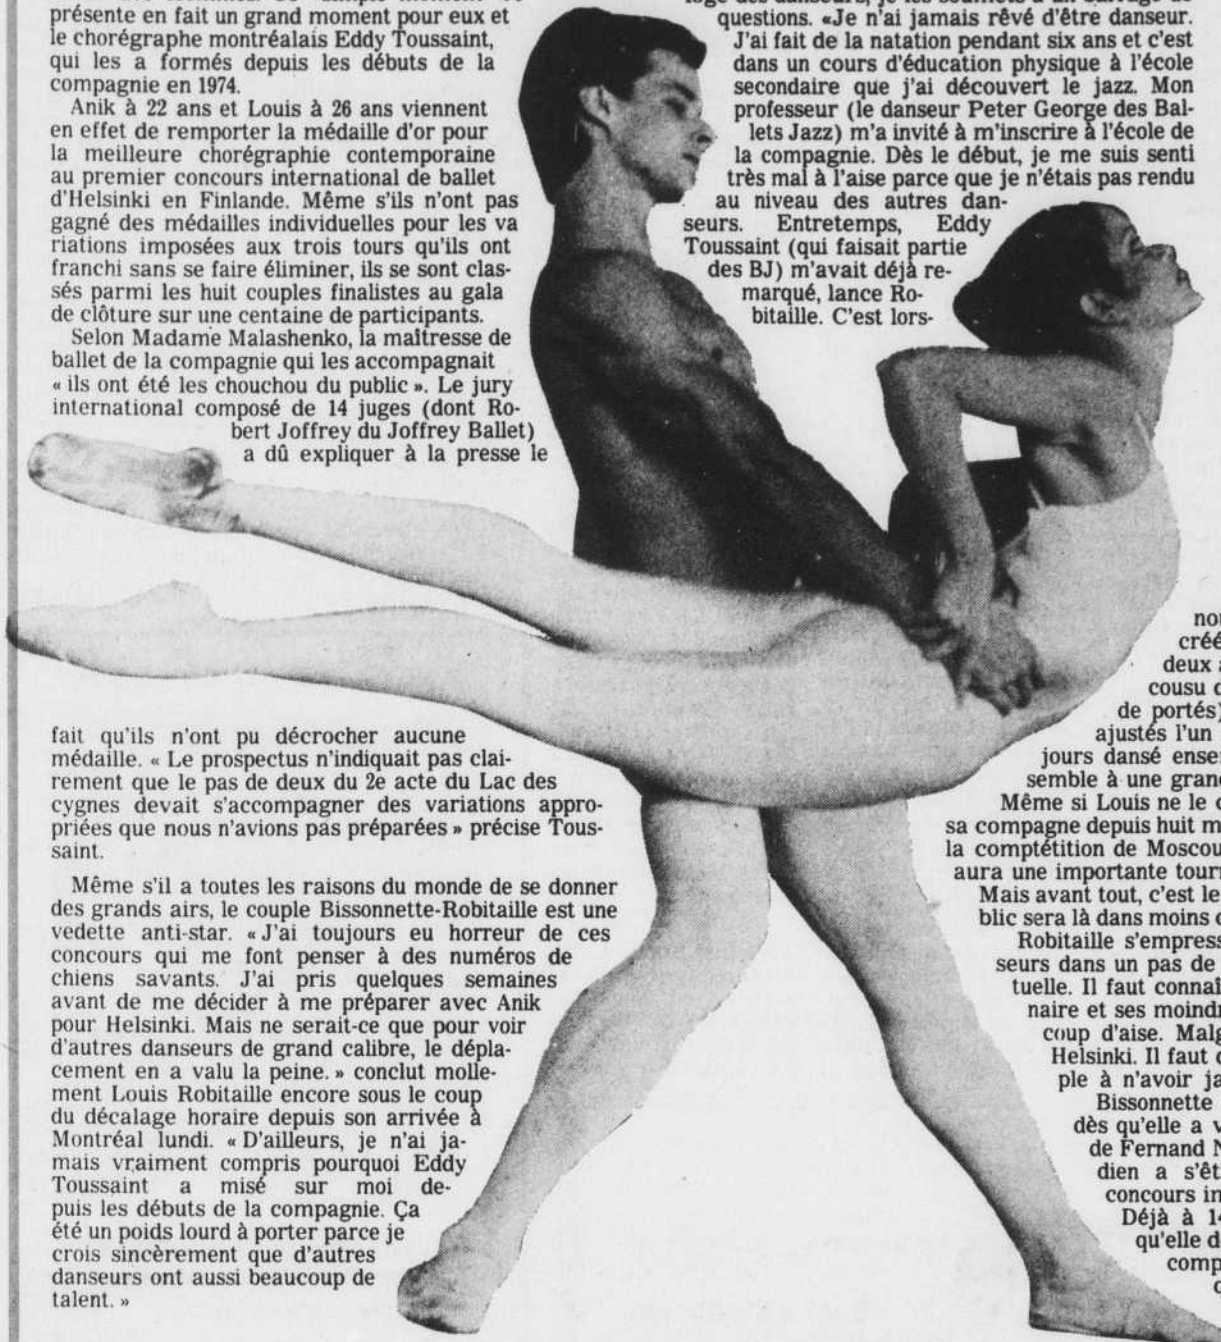 présente en fait un grand moment pour eux et
le chorégraphe montréalais Eddy Toussaint,
qui les a formés depuis les débuts de la
compagnie en 1974.
Anik à 22 ans et Louis à 26 ans viennent
en effet de remporter la médaille d'or pour
la meilleure chorégraphie contemporaine
au premier concours international de ballet
d'Helsinki en Finlande. Même s'ils n'ont pas
gagné des médailles individuelles pour les va
riations imposées aux trois tours qu'ils ont
franchi sans se faire éliminer, ils se sont clas-
sés parmi les huit couples finalistes au gala
de clôture sur une centaine de participants.
Selon Madame Malashenko, la maîtresse de
ballet de la compagnie qui les accompagnait
« ils ont été les chouchou du public ». Le jury
international composé de 14 juges (dont Ro-
bert Joffrey du Joffrey Ballet)
a dû expliquer à la presse le
fait qu'ils n'ont pu décrocher aucune
médaille. « Le prospectus n'indiquait pas clai-
rement que le pas de deux du 2e acte du Lac des
cygnes devait s'accompagner des variations appro-
priées que nous n'avions pas préparées » précise Tous-
saint.
Même s'il a toutes les raisons du monde de se donner
des grands airs, le couple Bissonnette-Robitaille est une
vedette anti-star. « J'ai toujours eu horreur de ces
concours qui me font penser à des numéros de
chiens savants. J'ai pris quelques semaines
avant de me décider à me préparer avec Anik
pour Helsinki. Mais ne serait-ce que pour voir
d'autres danseurs de grand calibre, le dépla-
cement en a valu la peine. » conclut molle-
ment Louis Robitaille encore sous le coup
du décalage horaire depuis son arrivée à
Montréal lundi. « D'ailleurs, je n'ai ja-
mais vraiment compris pourquoi Eddy
Toussaint a misé sur moi de-
puis les débuts de la compagnie. Ça
été un poids lourd à porter parce je
crois sincèrement que d'autres
danseurs ont aussi beaucoup de
talent. »
questions. «Je n'ai jamais rêvé d'être danseur.
J'ai fait de la natation pendant six ans et c'est
dans un cours d'éducation physique à l'école
secondaire que j'ai découvert le jazz. Mon
professeur (le danseur Peter George des Bal-
lets Jazz) m'a invité à m'inscrire à l'école de
la compagnie. Dès le début, je me suis senti
très mal à l'aise parce que je n'étais pas rendu
au niveau des autres dan-
seurs. Entretemps, Eddy
Toussaint (qui faisait partie
des BJ) m'avait déjà re-
marqué, lance Ro-
bitaille. C'est lors-
créé
deux
cousu
de portés)
ajustés l'un
jours dansé
semble à une
Même si Louis ne le
sa compagne depuis huit
la comptétition de Moscou
aura une importante
Mais avant tout, c'est le
blic sera là dans moins
Robitaille
seurs dans un pas de
tuelle. Il faut
naire et ses
coup d'aise.
Helsinki. Il faut
ple à n'avoir
Bissonnette
dès qu'elle a
de Fernand
dien a
concours
Déjà à
qu'elle